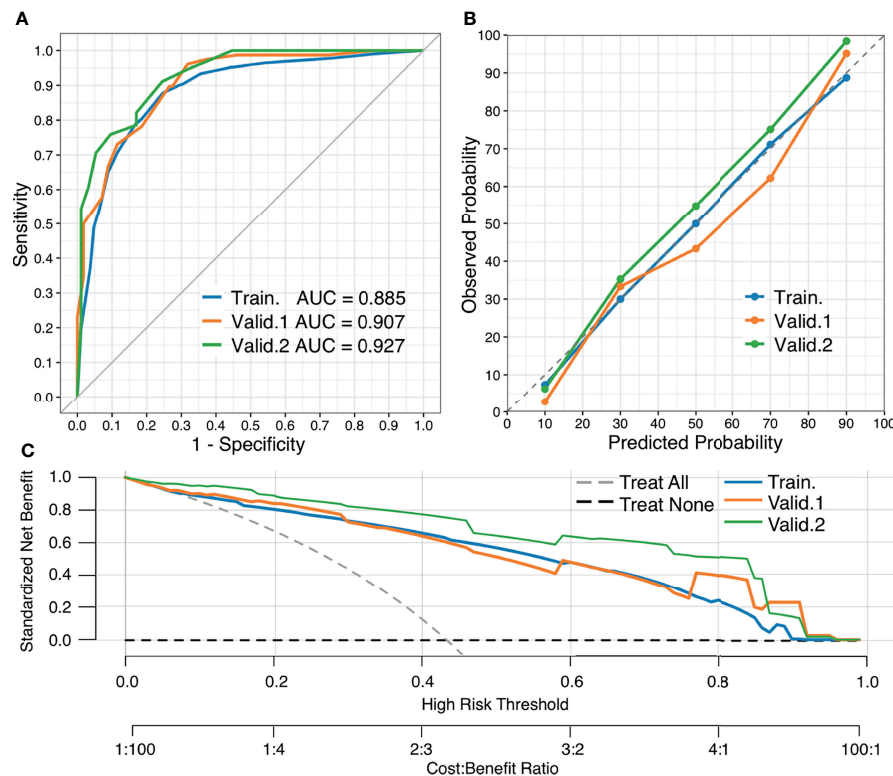 A
1.0
0.9
0.8
0.7
0.6
0.5
0.4
0.3
0.2
0.1
0.0
Sensitivity
Train. AUC = 0.885
Valid.1 AUC = 0.907
Valid.2 AUC = 0.927
0.0 0.1 0.2 0.3 0.4 0.5 0.6 0.7 0.8 0.9 1.0
1 - Specificity
B
100
90
80
70
60
50
40
30
20
10
0
Observed Probability
Train.
Valid.1
Valid.2
0 10 20 30 40 50 60 70 80 90 100
Predicted Probability
C
1.0
0.8
0.6
0.4
0.2
0.0
Standardized Net Benefit
Treat All
Treat None
Train.
Valid.1
Valid.2
0.0 0.2 0.4 0.6 0.8 1.0
High Risk Threshold
1:100 1:4 2:3 3:2 4:1 100:1
Cost:Benefit Ratio